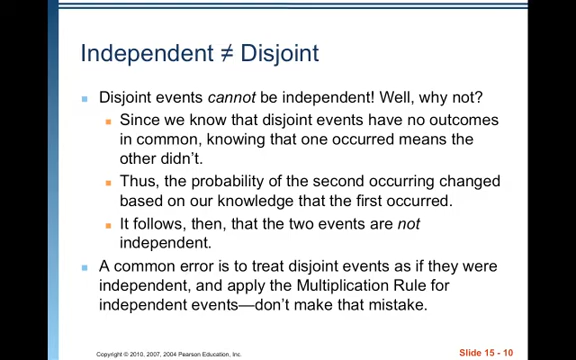 Independent ≠ Disjoint
Disjoint events cannot be independent! Well, why not?
Since we know that disjoint events have no outcomes
in common, knowing that one occurred means the
other didn't.
Thus, the probability of the second occurring changed
based on our knowledge that the first occurred.
It follows, then, that the two events are not
independent.
A common error is to treat disjoint events as if they were
independent, and apply the Multiplication Rule for
independent events—don't make that mistake.
Copyright © 2010, 2007, 2004 Pearson Education, Inc.
Slide 15 - 10